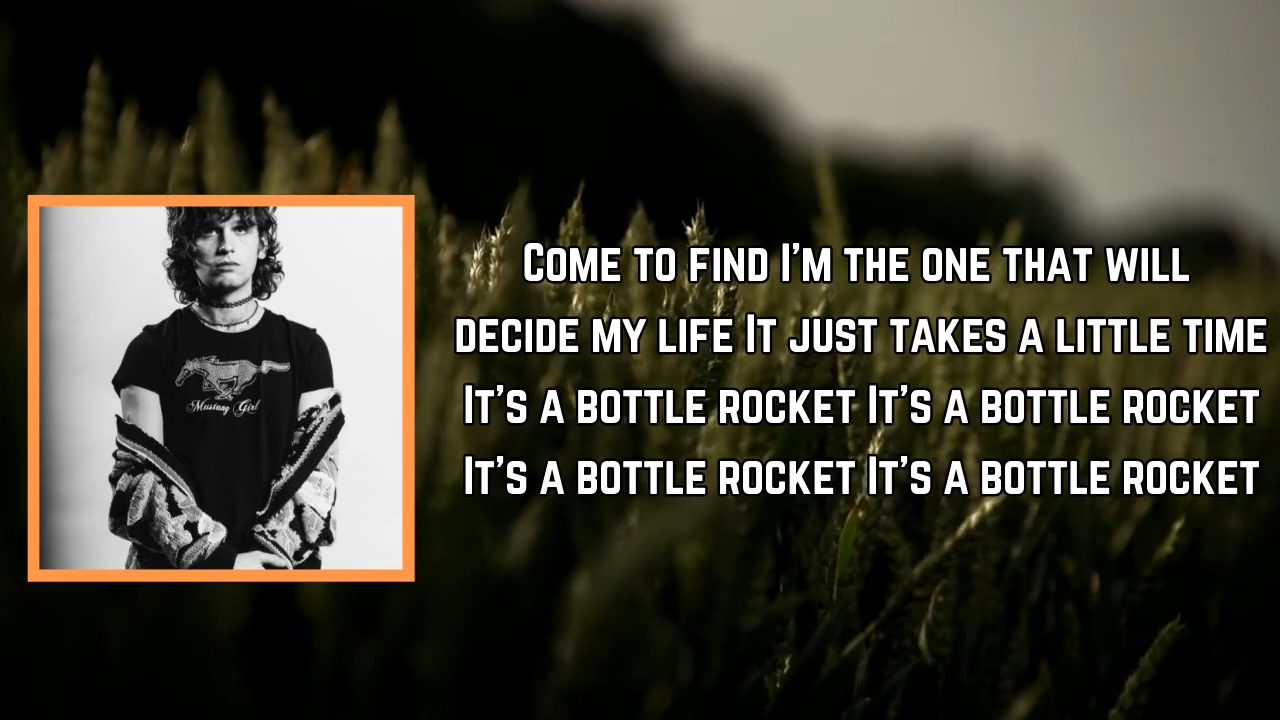 Mustang Girl
Come to find I'm the one that will
decide my life It just takes a little time
It's a bottle rocket It's a bottle rocket
It's a bottle rocket It's a bottle rocket